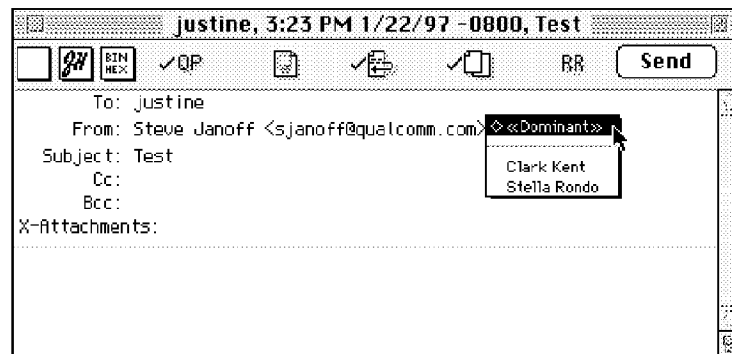 justine, 3:23 PM 1/22/97 -0800, Test
JH BIN HEX ✓QP ✓ ✓ RR Send
To: justine
From: Steve Janoff <sjanoff@qualcomm.com> ◇ «Dominant»
Clark Kent
Subject: Test
Stella Rondo
Cc:
Bcc:
X-Attachments: